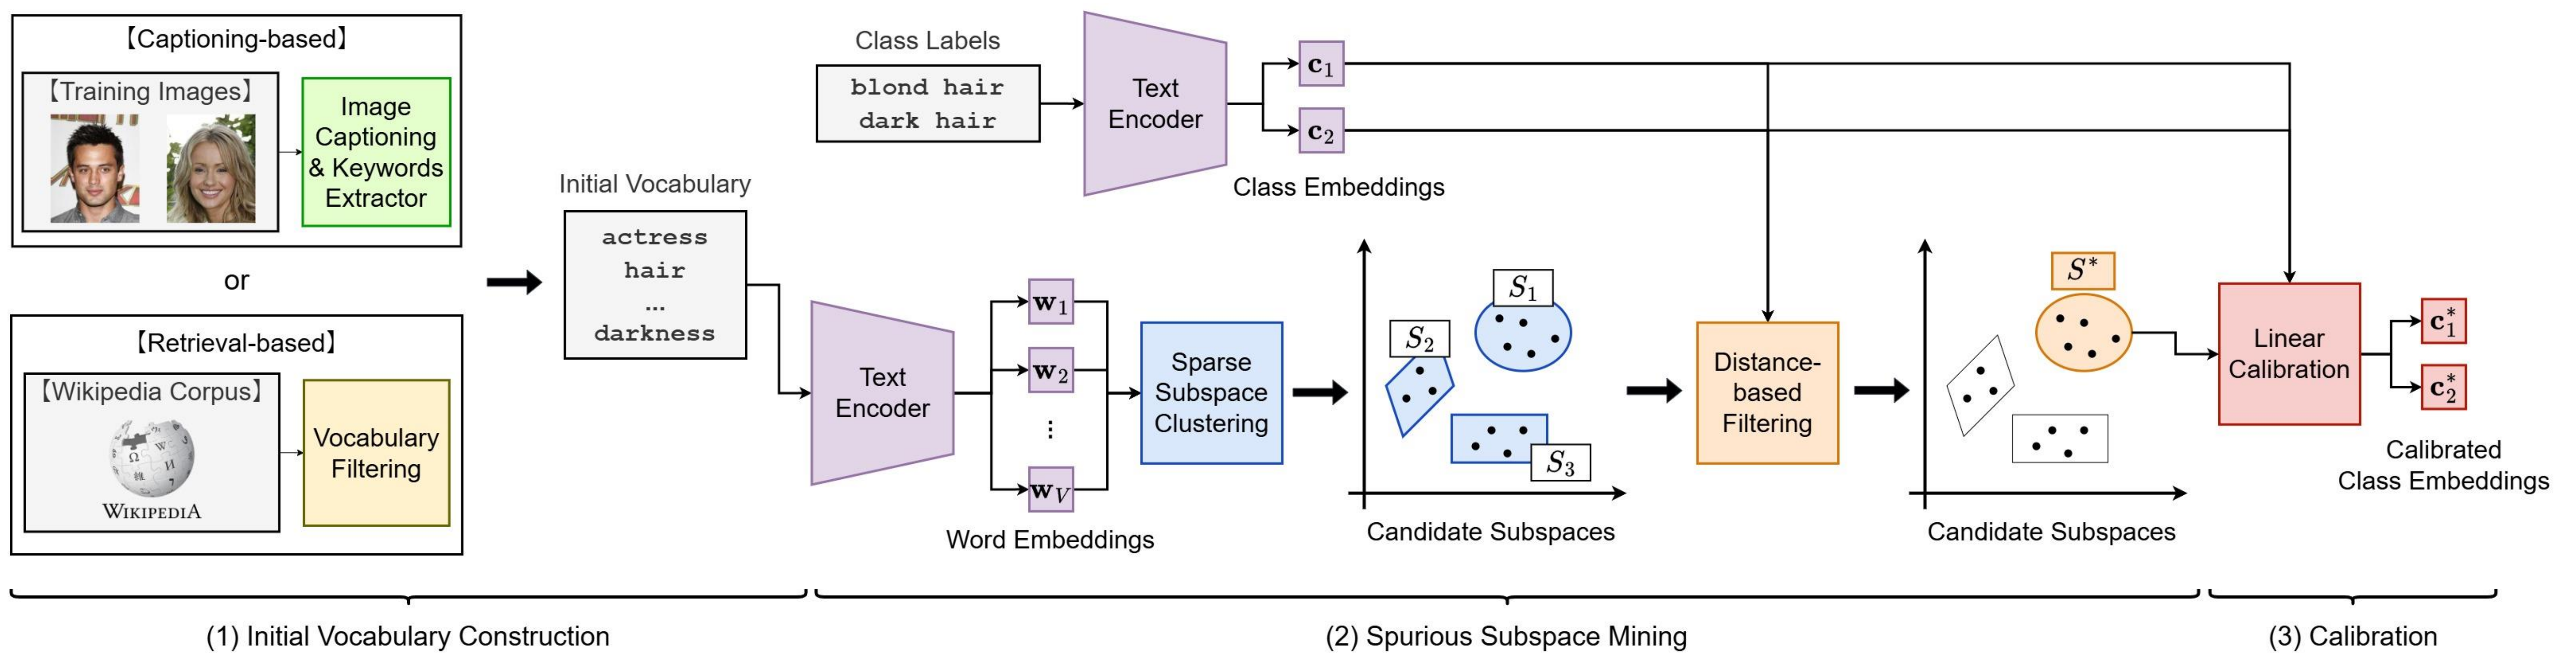 【Captioning-based】
【Training Images】
Image
Captioning
& Keywords
Extractor
or
【Retrieval-based】
【Wikipedia Corpus】
WIKIPEDIA
Vocabulary
Filtering
Initial Vocabulary
actress
hair
...
darkness
Class Labels
blond hair
dark hair
Text
Encoder
c₁
c₂
Class Embeddings
Text
Encoder
w₁
w₂
⋮
w_V
Word Embeddings
Sparse
Subspace
Clustering
S₁
S₂
S₃
Candidate Subspaces
Distance-
based
Filtering
S*
Candidate Subspaces
Linear
Calibration
c₁*
c₂*
Calibrated
Class Embeddings
(1) Initial Vocabulary Construction
(2) Spurious Subspace Mining
(3) Calibration